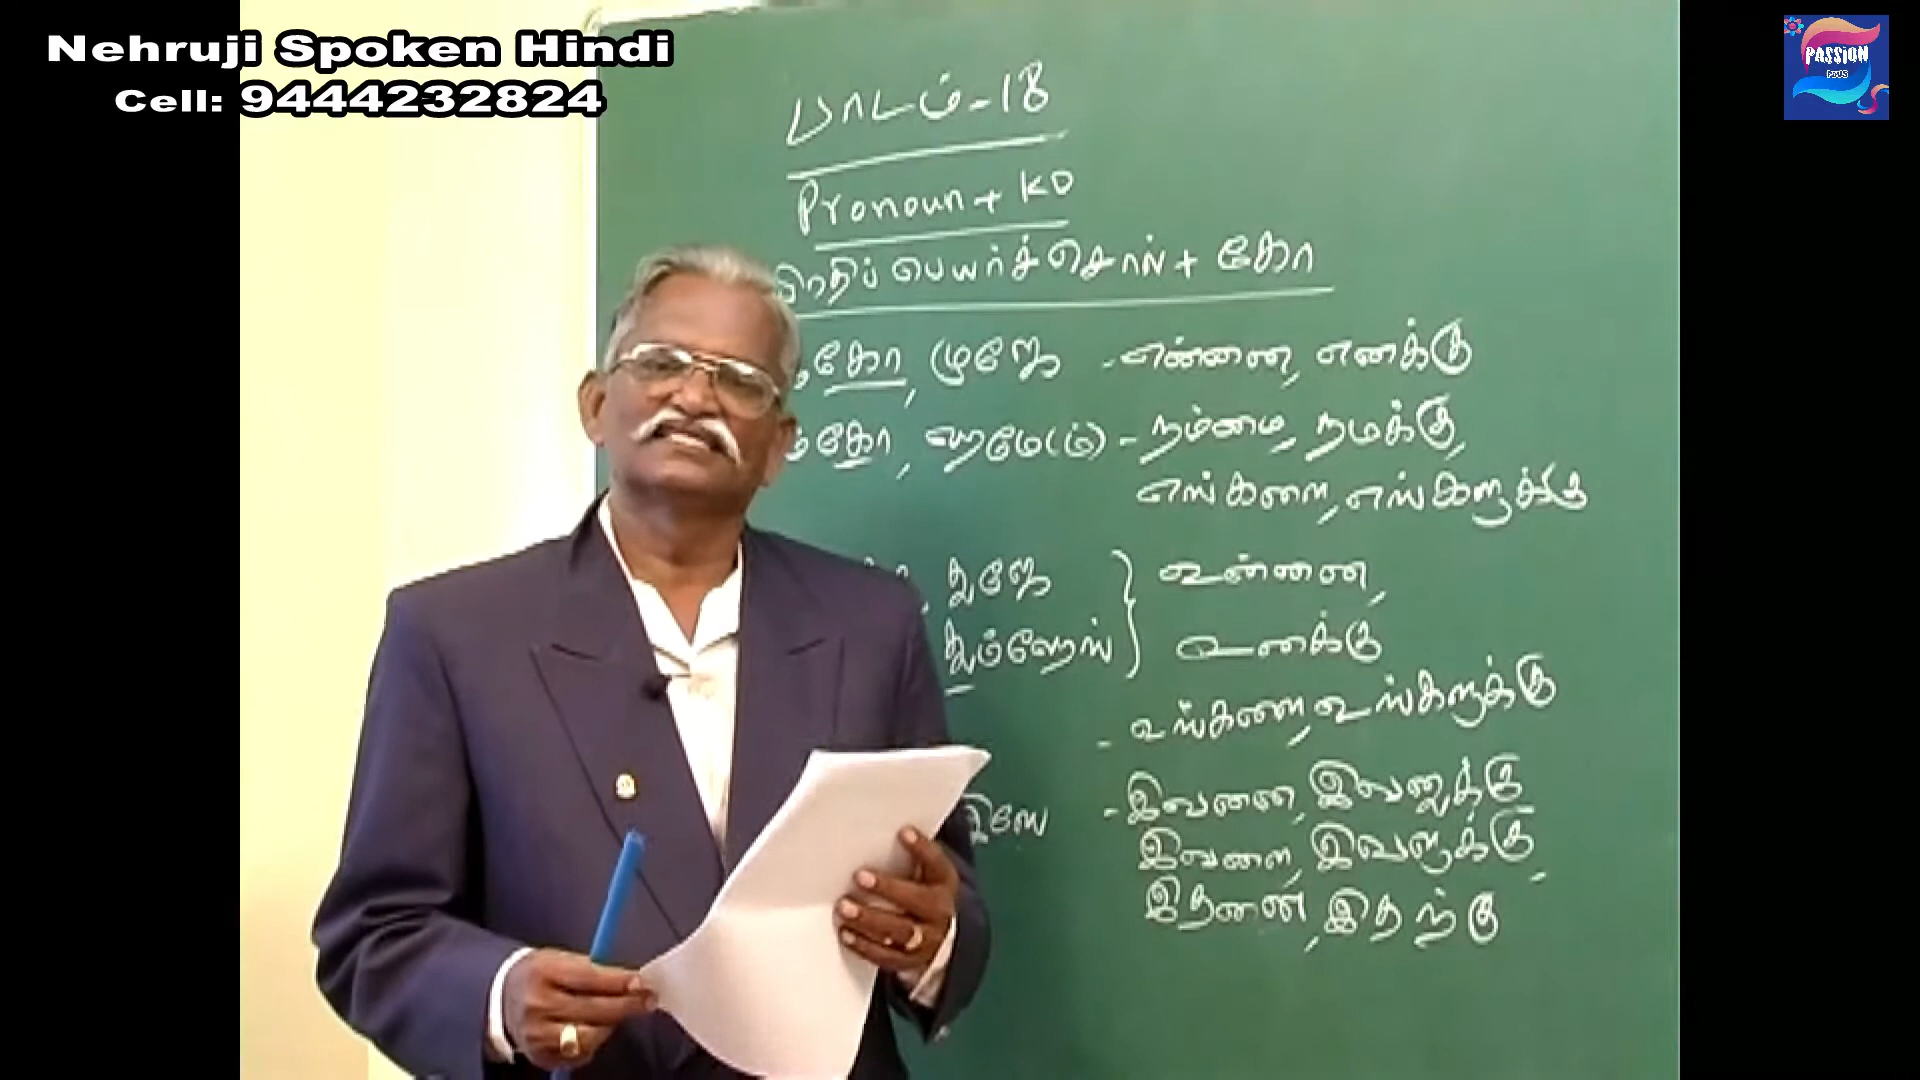 Nehruji Spoken Hindi
Cell: 9444232824
PASSION
PLUS
பாடம்-18
Pronoun + KO
பிரதிப் பெயர்ச்சொல் + கோ
கோ, முஜே - என்னை, எனக்கு
கோ, ஹமே(ம்) - நம்மை, நமக்கு,
எங்களை, எங்களுக்கு
, துஜே } உன்னை,
தும்ஹேங் } உனக்கு
- உங்களை, உங்களுக்கு
இஸே - இவனை, இவனுக்கு
இவளை, இவளுக்கு
இதனை, இதற்கு